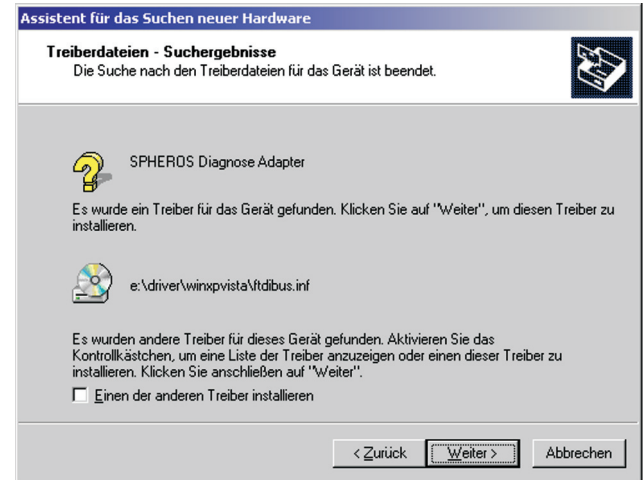 Assistent für das Suchen neuer Hardware
Treiberdateien - Suchergebnisse
Die Suche nach den Treiberdateien für das Gerät ist beendet.
SPHEROS Diagnose Adapter
Es wurde ein Treiber für das Gerät gefunden. Klicken Sie auf "Weiter", um diesen Treiber zu
installieren.
e:\driver\winxpvista\ftdibus.inf
Es wurden andere Treiber für dieses Gerät gefunden. Aktivieren Sie das
Kontrollkästchen, um eine Liste der Treiber anzuzeigen oder einen dieser Treiber zu
installieren. Klicken Sie anschließen auf "Weiter".
Einen der anderen Treiber installieren
< Zurück Weiter > Abbrechen